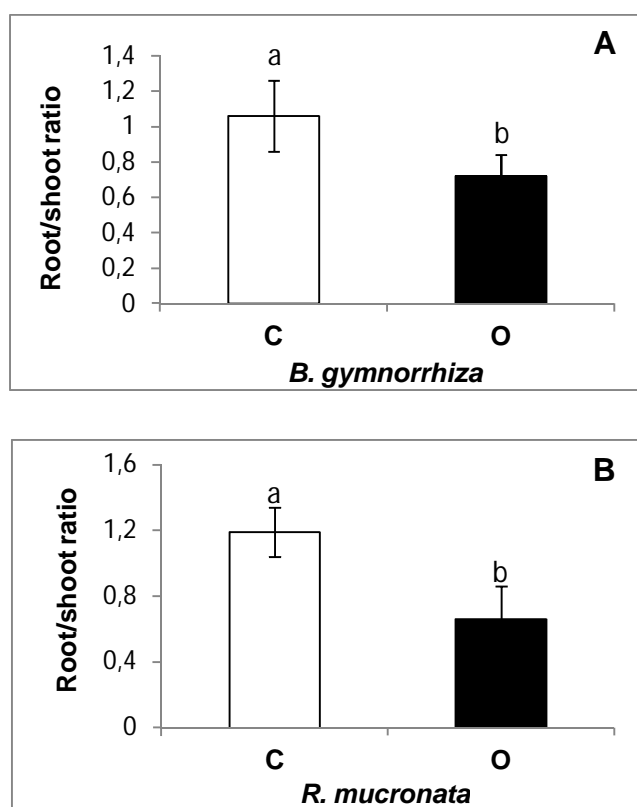 A
1,4
1,2
1
0,8
0,6
0,4
0,2
0
Root/shoot ratio
a
b
C O
B. gymnorrhiza
B
1,6
1,2
0,8
0,4
0
Root/shoot ratio
a
b
C O
R. mucronata